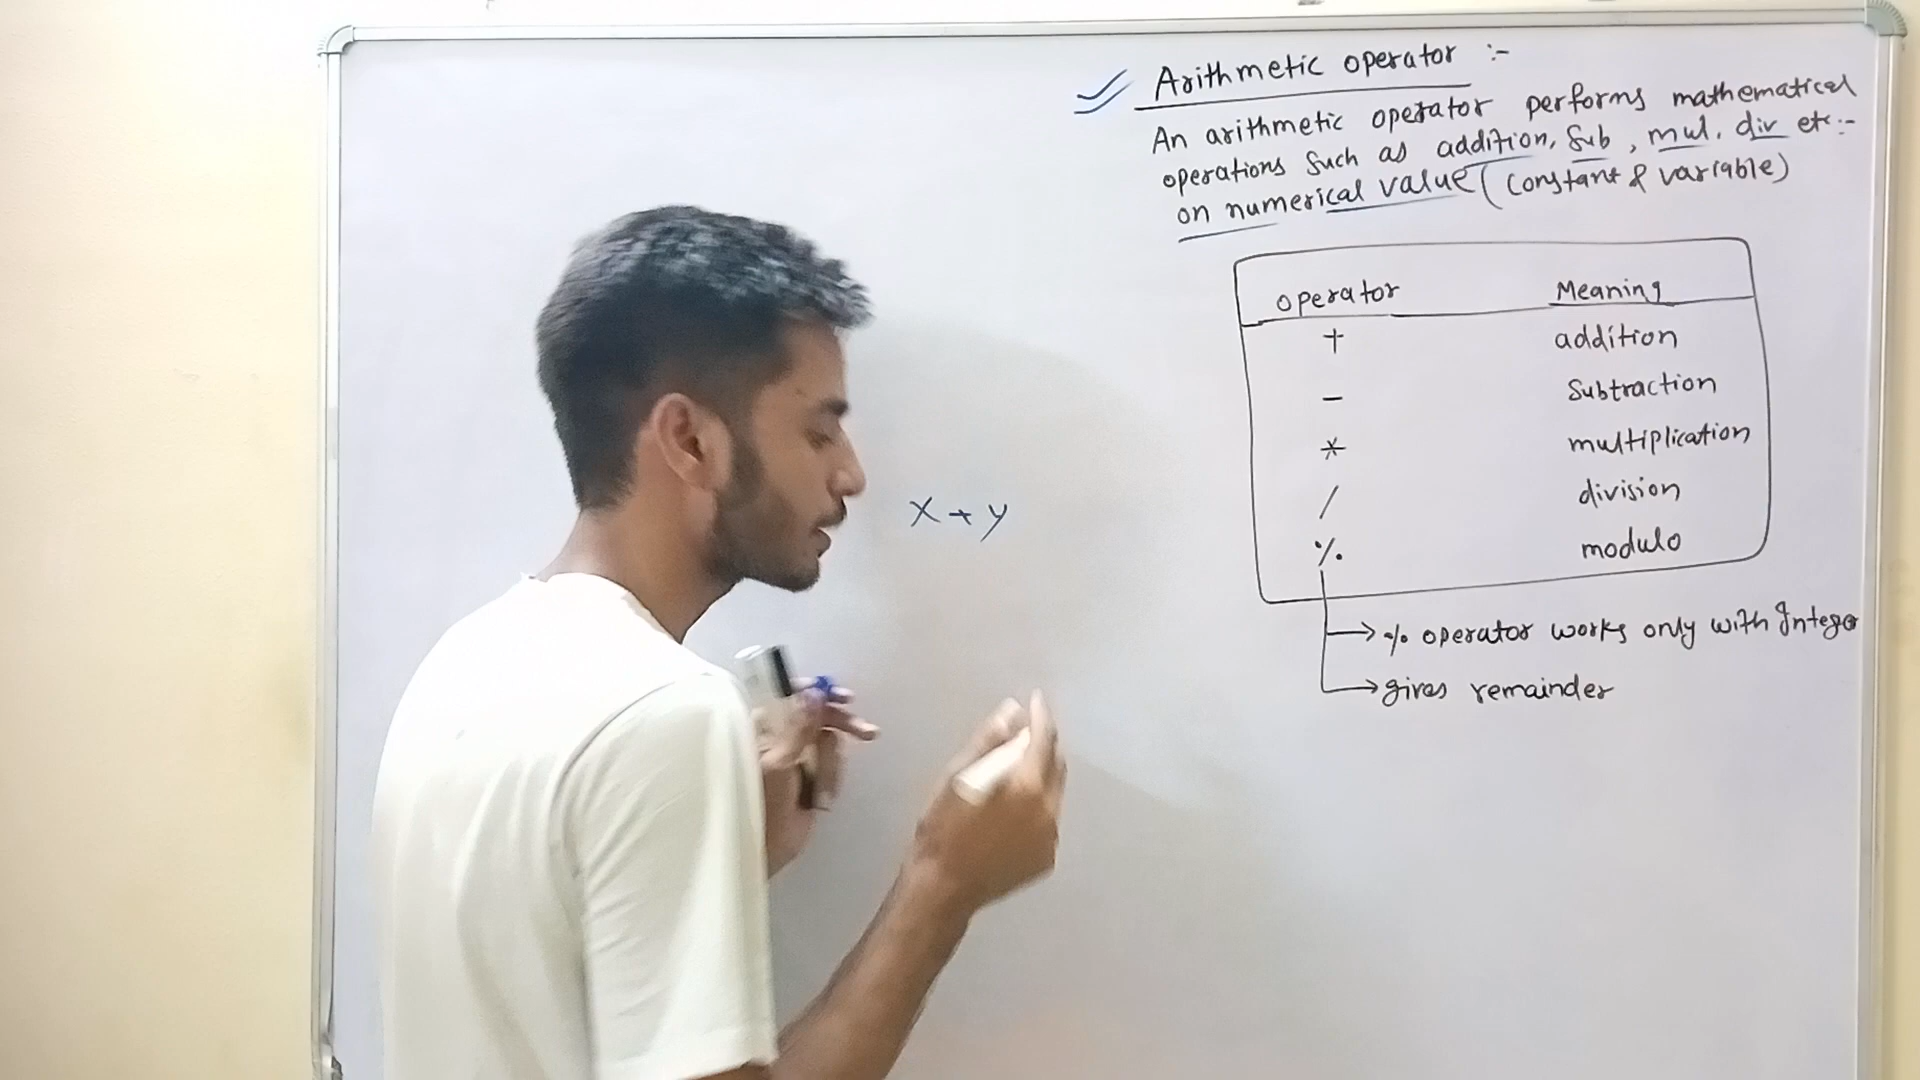 Arithmetic operator :-
An arithmetic operator performs mathematical
operations such as addition, sub, mul, div etc:-
on numerical value (constant & variable)
operator Meaning
+ addition
- Subtraction
* multiplication
/ division
% modulo
→ % operator works only with Integer
→ gives remainder
x + y